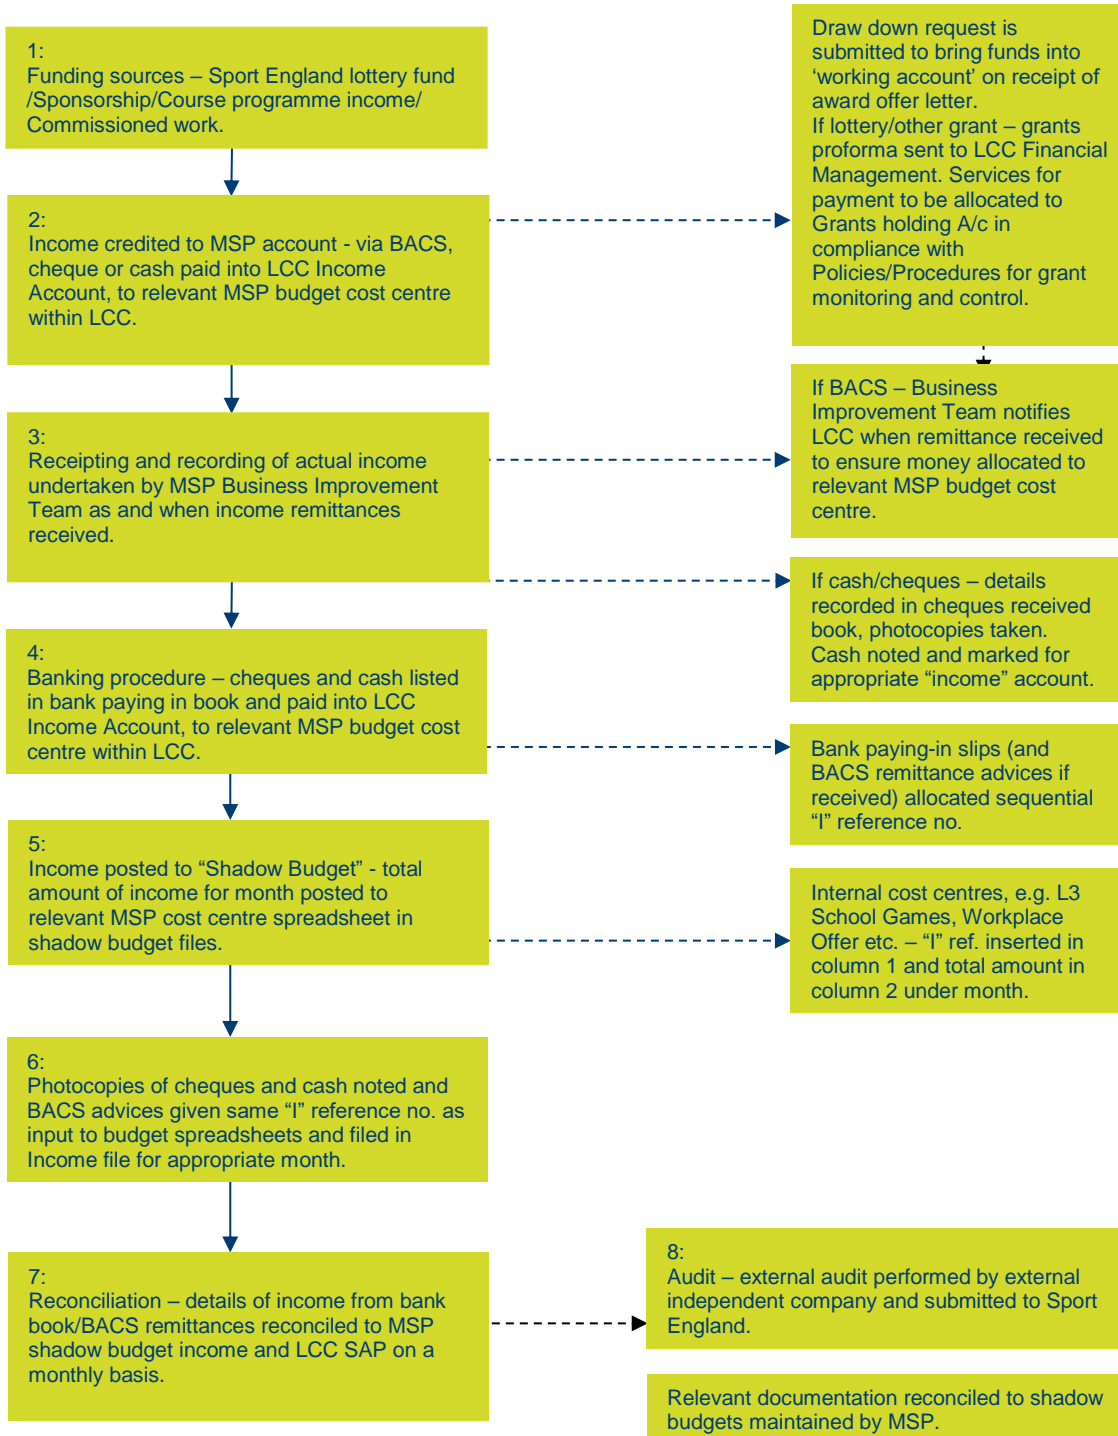 1:
Funding sources – Sport England lottery fund
/Sponsorship/Course programme income/
Commissioned work.
Draw down request is
submitted to bring funds into
‘working account’ on receipt of
award offer letter.
If lottery/other grant – grants
proforma sent to LCC Financial
Management. Services for
payment to be allocated to
Grants holding A/c in
compliance with
Policies/Procedures for grant
monitoring and control.
2:
Income credited to MSP account - via BACS,
cheque or cash paid into LCC Income
Account, to relevant MSP budget cost centre
within LCC.
If BACS – Business
Improvement Team notifies
LCC when remittance received
to ensure money allocated to
relevant MSP budget cost
centre.
3:
Receipting and recording of actual income
undertaken by MSP Business Improvement
Team as and when income remittances
received.
If cash/cheques – details
recorded in cheques received
book, photocopies taken.
Cash noted and marked for
appropriate “income” account.
4:
Banking procedure – cheques and cash listed
in bank paying in book and paid into LCC
Income Account, to relevant MSP budget cost
centre within LCC.
Bank paying-in slips (and
BACS remittance advices if
received) allocated sequential
“I” reference no.
5:
Income posted to “Shadow Budget” - total
amount of income for month posted to
relevant MSP cost centre spreadsheet in
shadow budget files.
Internal cost centres, e.g. L3
School Games, Workplace
Offer etc. – “I” ref. inserted in
column 1 and total amount in
column 2 under month.
6:
Photocopies of cheques and cash noted and
BACS advices given same “I” reference no. as
input to budget spreadsheets and filed in
Income file for appropriate month.
7:
Reconciliation – details of income from bank
book/BACS remittances reconciled to MSP
shadow budget income and LCC SAP on a
monthly basis.
8:
Audit – external audit performed by external
independent company and submitted to Sport
England.
Relevant documentation reconciled to shadow
budgets maintained by MSP.